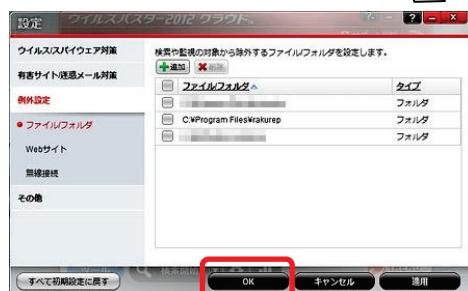 設定
ウイルスバスター2012 クラウド
ウイルス/スパイウェア対策
有害サイト/迷惑メール対策
例外設定
ファイル/フォルダ
Webサイト
無線接続
その他
検索や監視の対象から除外するファイル/フォルダを設定します。
追加
削除
ファイル/フォルダ
タイプ
フォルダ
C:¥Program Files¥rakurep
フォルダ
フォルダ
ツール
検索開始
すべて初期設定に戻す
OK
キャンセル
適用